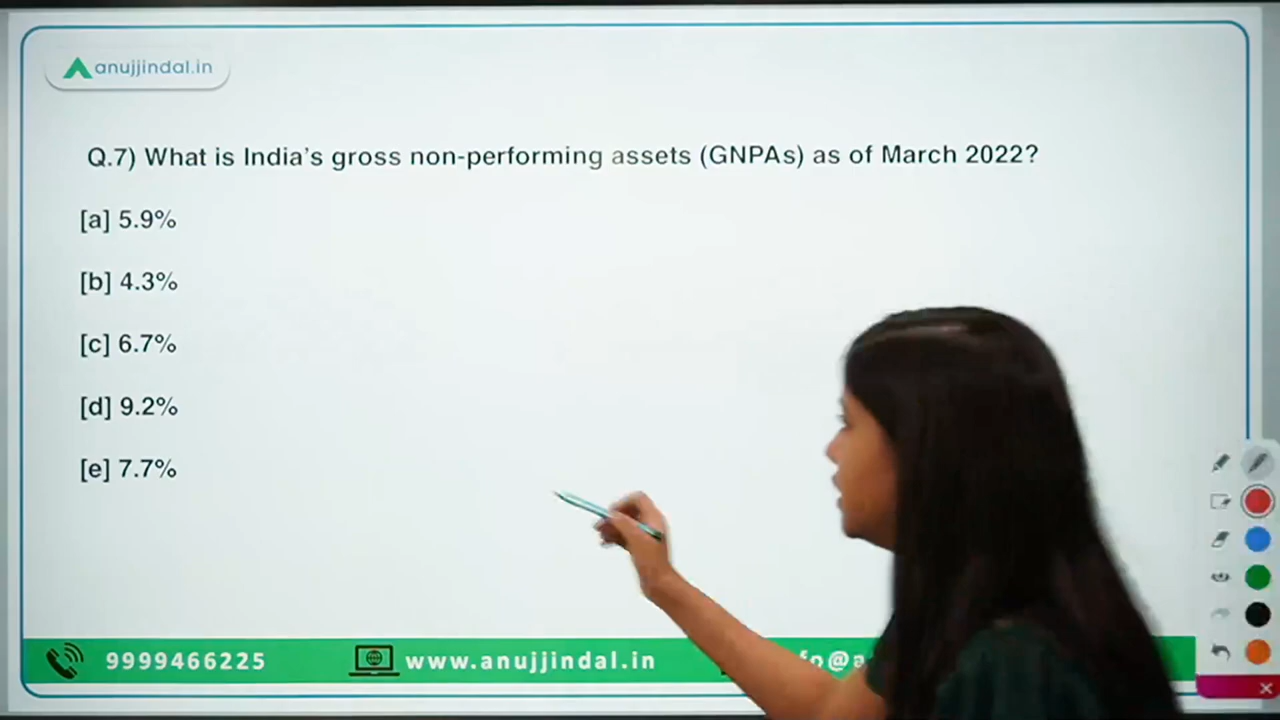 anujjindal.in
Q.7) What is India's gross non-performing assets (GNPAs) as of March 2022?
[a] 5.9%
[b] 4.3%
[c] 6.7%
[d] 9.2%
[e] 7.7%
9999466225
www.anujjindal.in